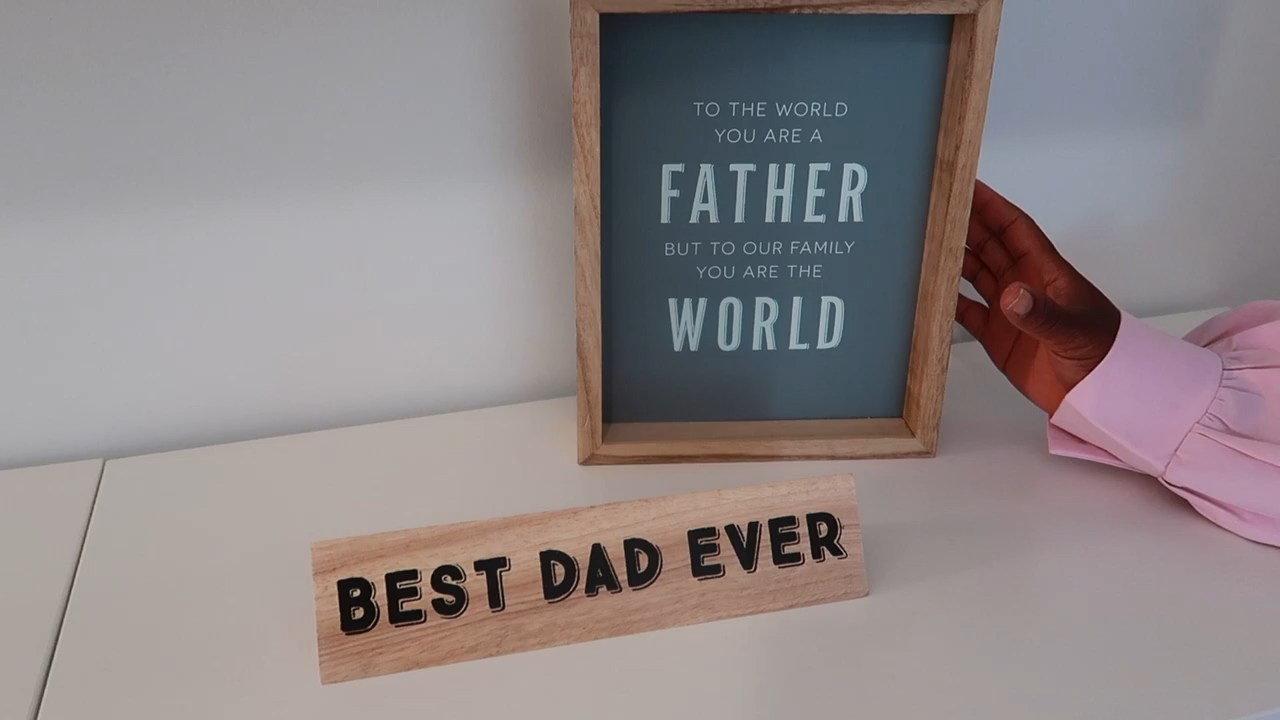 TO THE WORLD
YOU ARE A
FATHER
BUT TO OUR FAMILY
YOU ARE THE
WORLD
BEST DAD EVER